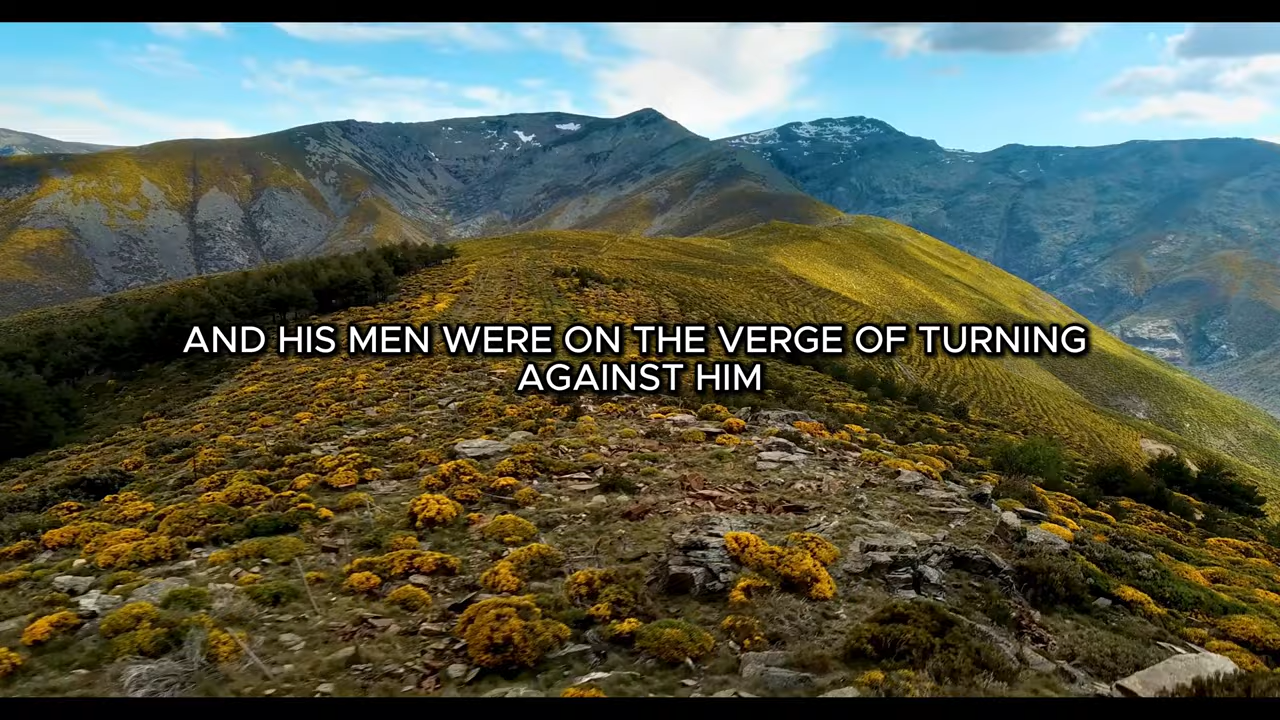 AND HIS MEN WERE ON THE VERGE OF TURNING
AGAINST HIM